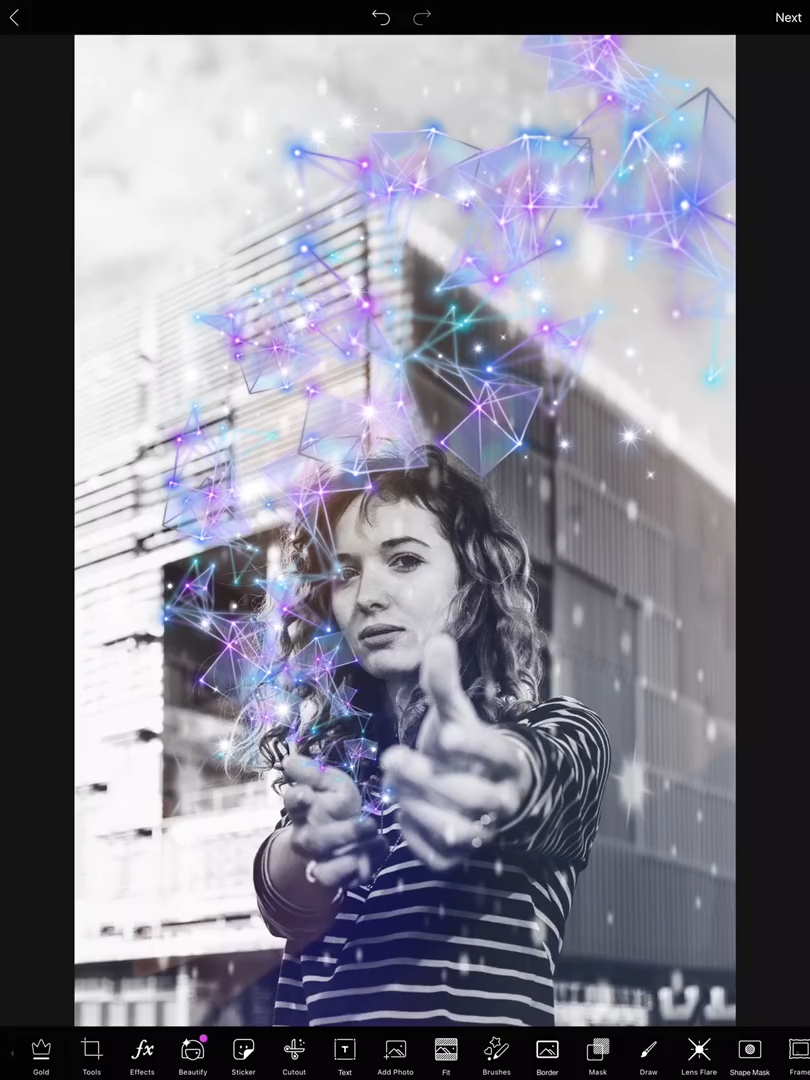 Next
Gold
Tools
fx
Effects
Beautify
Sticker
Cutout
T
Text
Add Photo
Fit
Brushes
Border
Mask
Draw
Lens Flare
Shape Mask
Frame